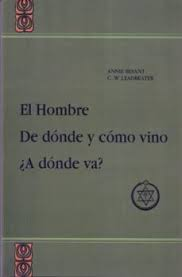 ANNIE BESANT
C. W. LEADBEATER
El Hombre
De dónde y cómo vino
¿A dónde va?